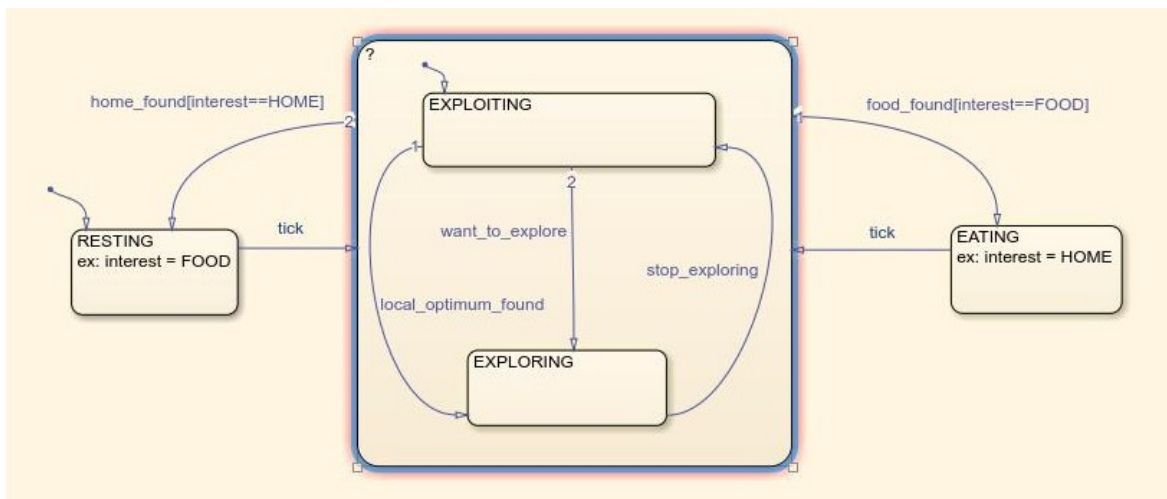 ?
EXPLOITING
home_found[interest==HOME]
food_found[interest==FOOD]
2
1
1
2
want_to_explore
tick
RESTING
ex: interest = FOOD
tick
EATING
ex: interest = HOME
stop_exploring
local_optimum_found
EXPLORING